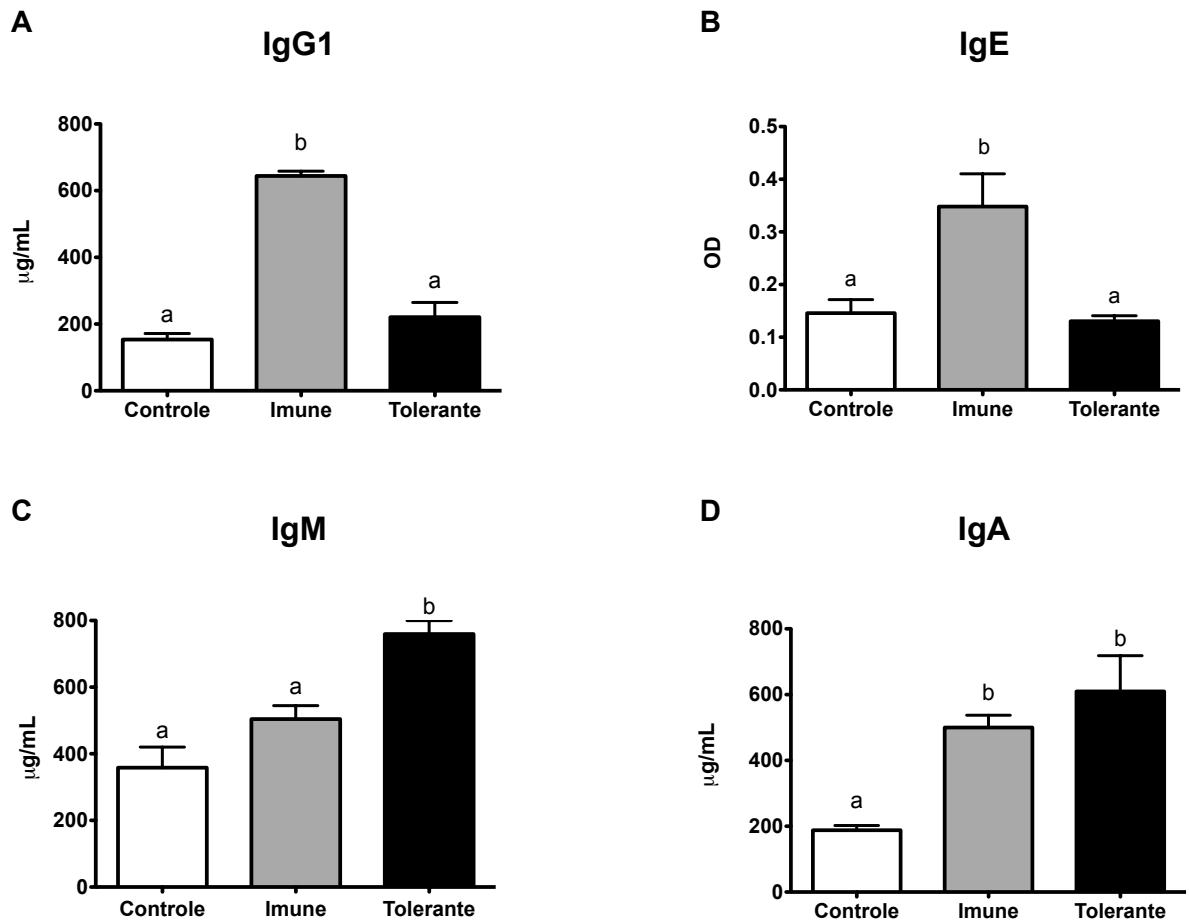 A
IgG1
800
600
400
200
0
µg/mL
a
b
a
Controle Imune Tolerante
B
IgE
0.5
0.4
0.3
0.2
0.1
0.0
OD
a
b
a
Controle Imune Tolerante
C
IgM
800
600
400
200
0
µg/mL
a
a
b
Controle Imune Tolerante
D
IgA
800
600
400
200
0
µg/mL
a
b
b
Controle Imune Tolerante